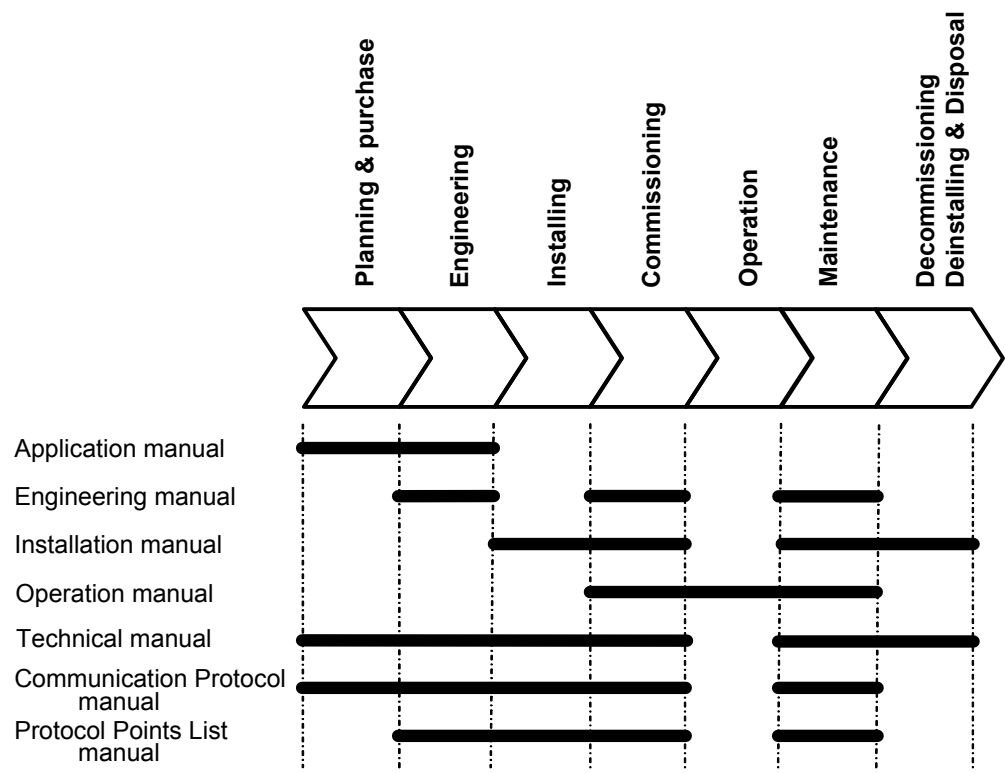 Planning & purchase
Engineering
Installing
Commissioning
Operation
Maintenance
Decommissioning
Deinstalling & Disposal
Application manual
Engineering manual
Installation manual
Operation manual
Technical manual
Communication Protocol
manual
Protocol Points List
manual